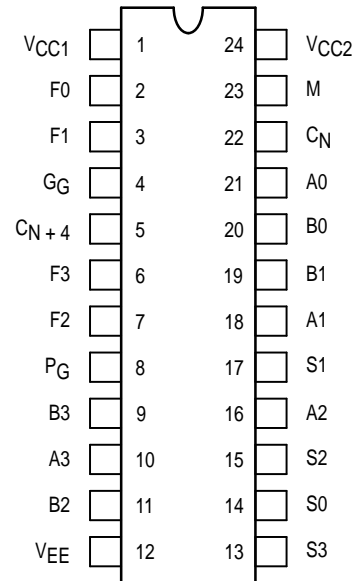 VCC1 1 24 VCC2
F0 2 23 M
F1 3 22 CN
GG 4 21 A0
CN + 4 5 20 B0
F3 6 19 B1
F2 7 18 A1
PG 8 17 S1
B3 9 16 A2
A3 10 15 S2
B2 11 14 S0
VEE 12 13 S3